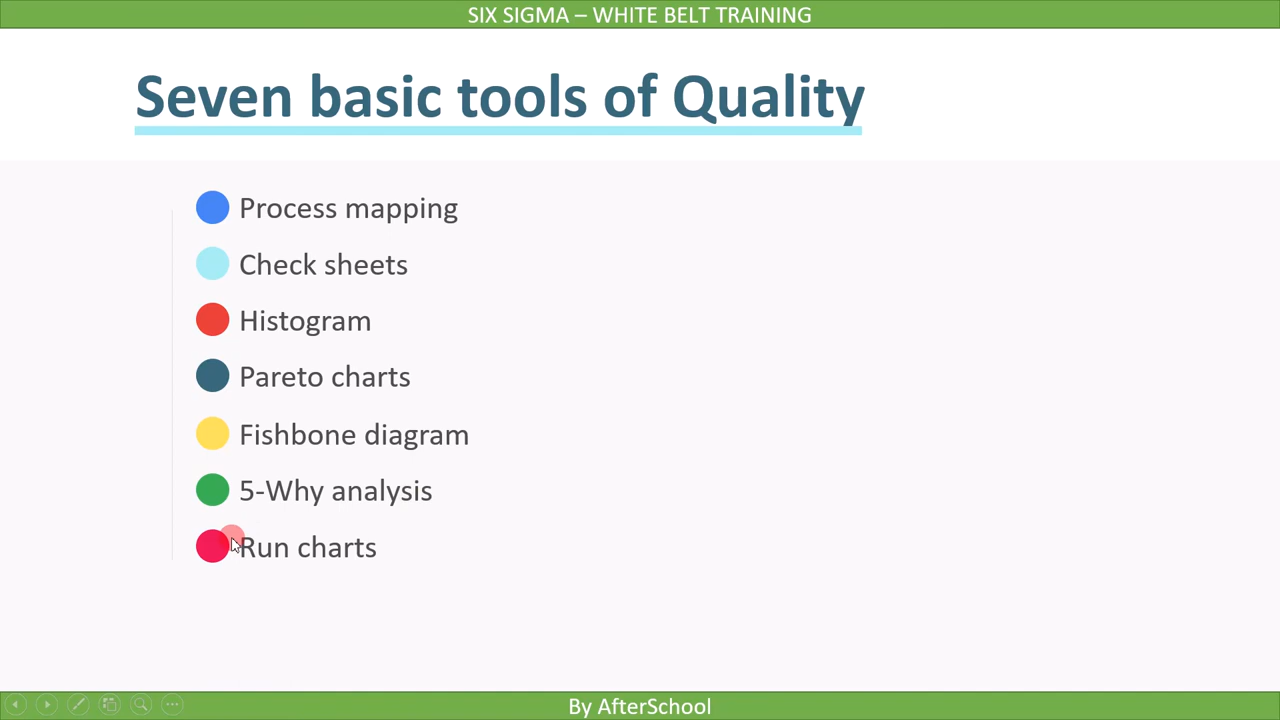 SIX SIGMA – WHITE BELT TRAINING
Seven basic tools of Quality
Process mapping
Check sheets
Histogram
Pareto charts
Fishbone diagram
5-Why analysis
Run charts
By AfterSchool